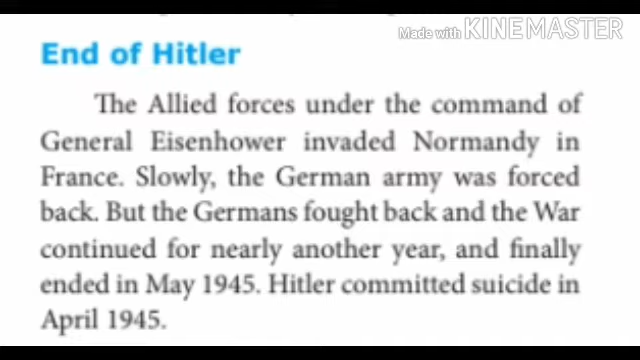 Made with KINEMASTER
End of Hitler
The Allied forces under the command of
General Eisenhower invaded Normandy in
France. Slowly, the German army was forced
back. But the Germans fought back and the War
continued for nearly another year, and finally
ended in May 1945. Hitler committed suicide in
April 1945.